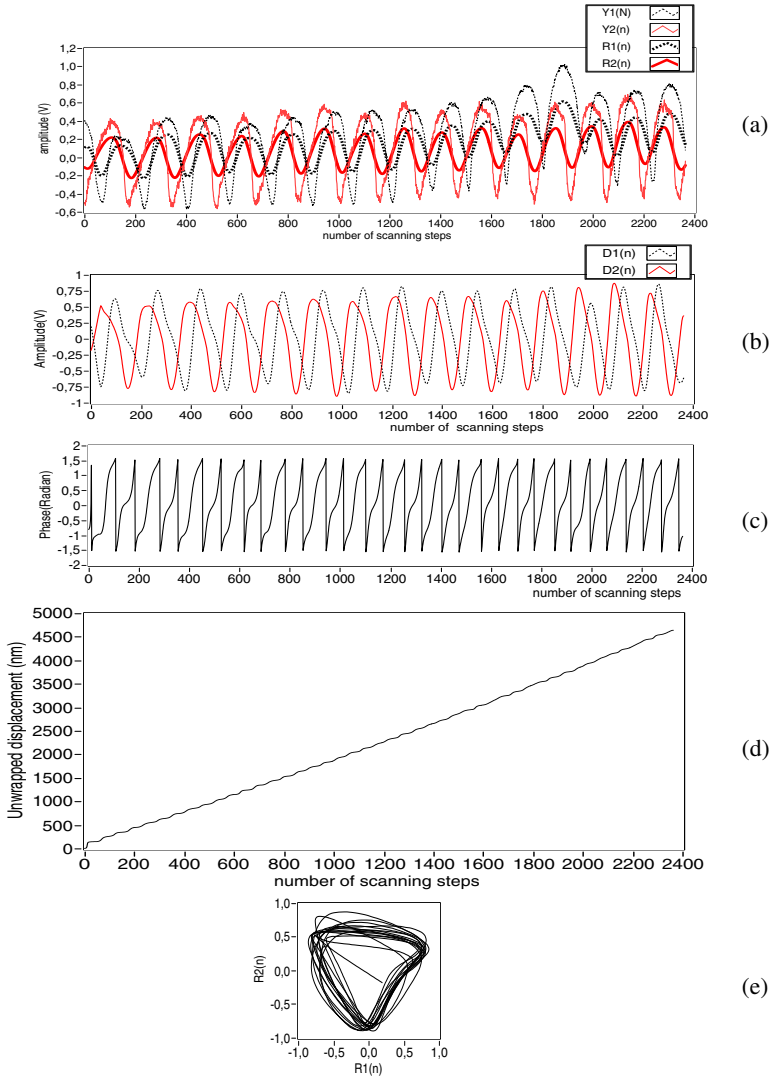 Y1(N)
Y2(n)
R1(n)
R2(n)
1,2
1,0
0,8
0,6
0,4
0,2
0,0
-0,2
-0,4
-0,6
amplitude (V)
0 200 400 600 800 1000 1200 1400 1600 1800 2000 2200 2400
number of scanning steps
(a)
D1(n)
D2(n)
1
0,75
0,5
0,25
0
-0,25
-0,5
-0,75
-1
Amplitude(V)
0 200 400 600 800 1000 1200 1400 1600 1800 2000 2200 2400
number of scanning steps
(b)
2
1,5
1
0,5
0
-0,5
-1
-1,5
-2
Phase(Radian)
0 200 400 600 800 1000 1200 1400 1600 1800 2000 2200 2400
number of scanning steps
(c)
5000
4500
4000
3500
3000
2500
2000
1500
1000
500
0
Unwrapped displacement (nm)
0 200 400 600 800 1000 1200 1400 1600 1800 2000 2200 2400
number of scanning steps
(d)
1,0
0,5
0,0
-0,5
-1,0
R2(n)
-1,0 -0,5 0,0 0,5 1,0
R1(n)
(e)